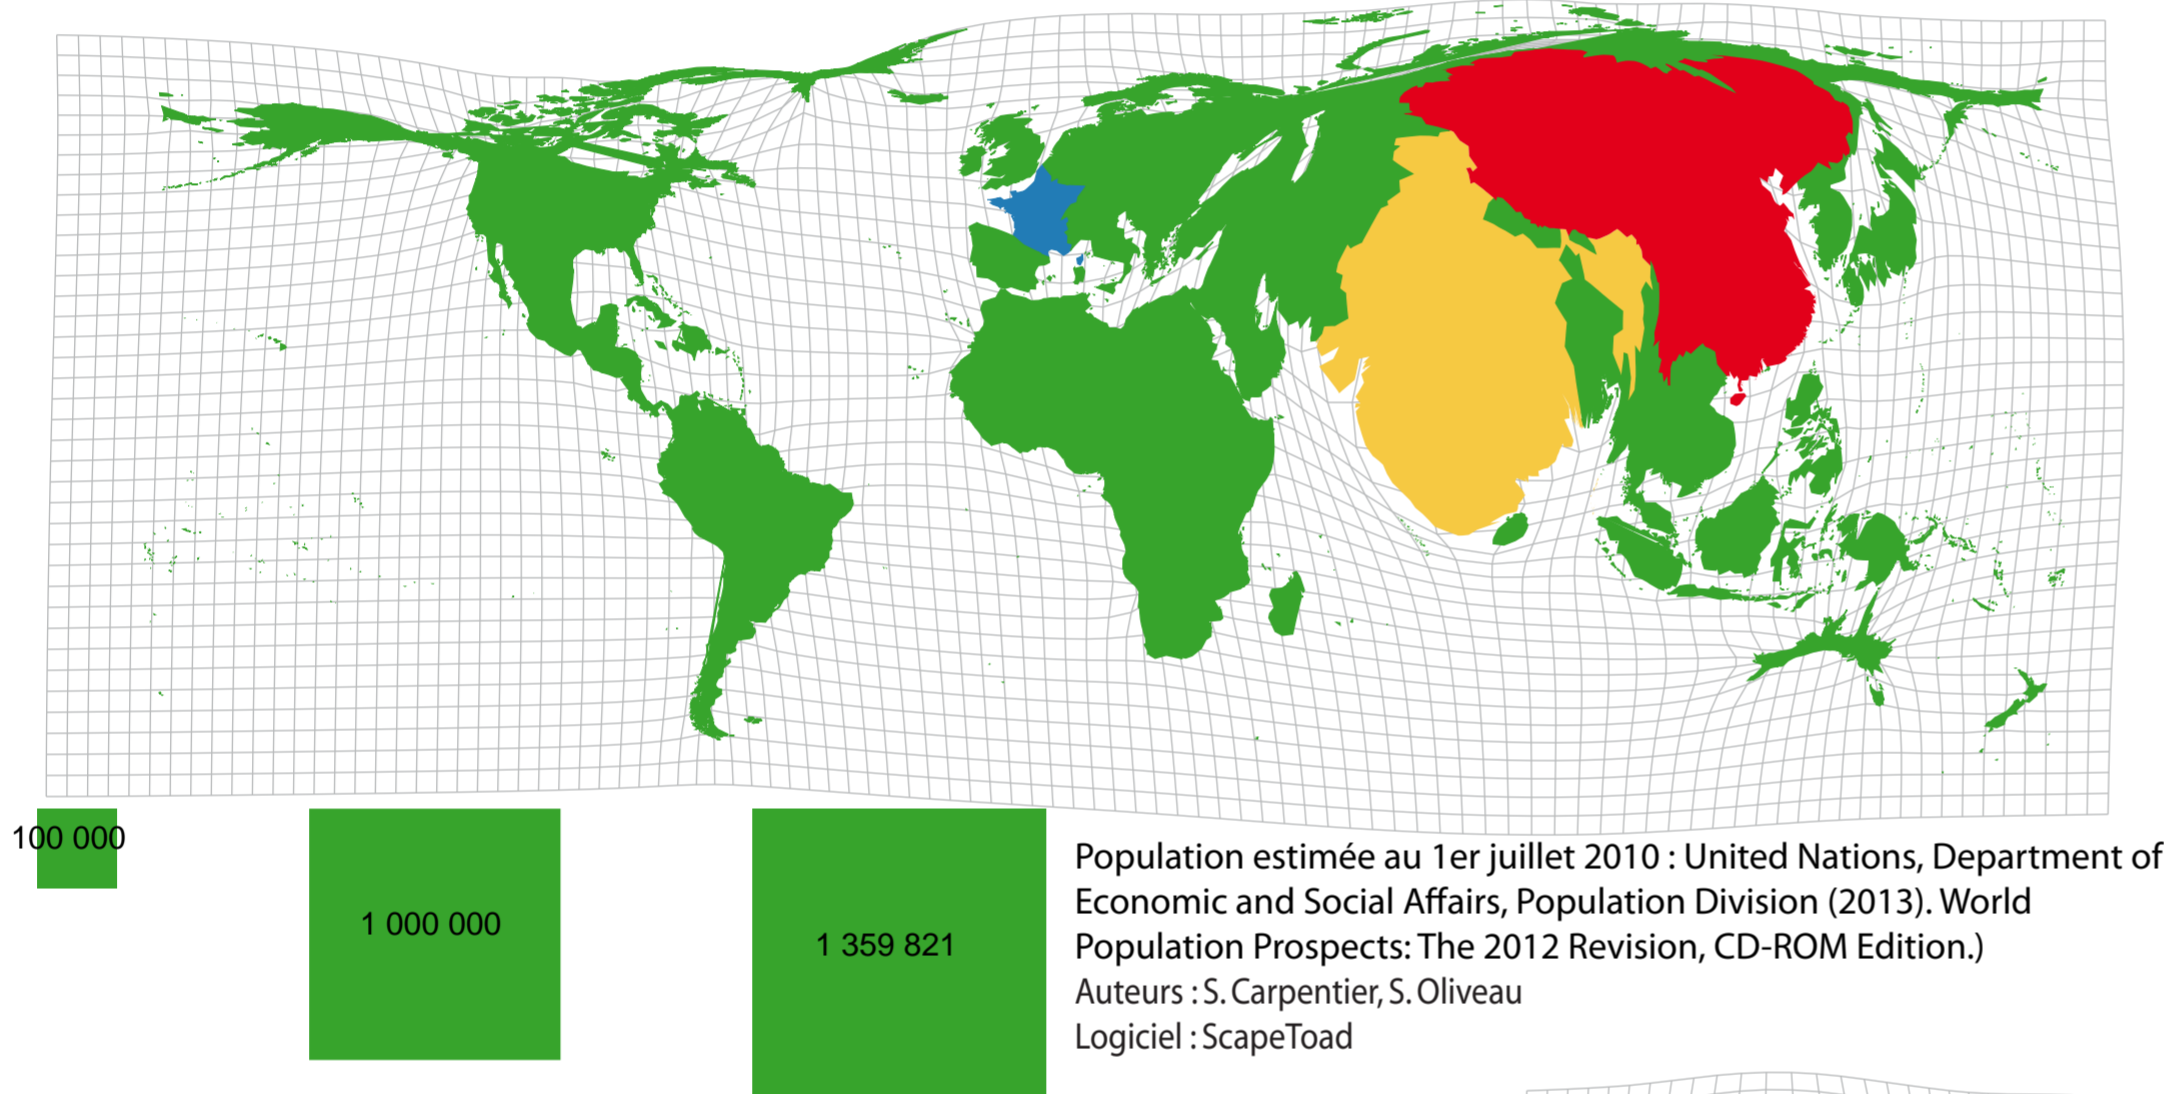 100 000
1 000 000
1 359 821
Population estimée au 1er juillet 2010 : United Nations, Department of
Economic and Social Affairs, Population Division (2013). World
Population Prospects: The 2012 Revision, CD-ROM Edition.)
Auteurs : S. Carpentier, S. Oliveau
Logiciel : ScapeToad